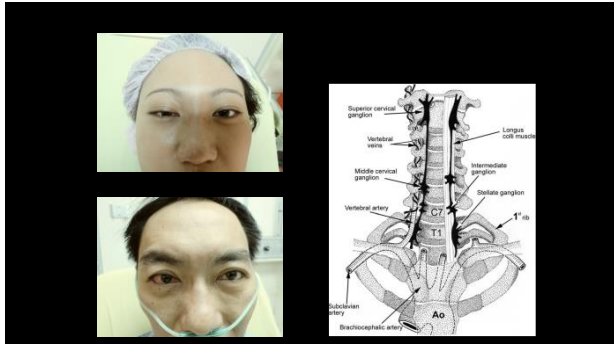 Superior cervical
ganglion
Vertebral
veins
Middle cervical
ganglion
Vertebral artery
Subclavian
artery
Brachiocephalic artery
Longus
colli muscle
Intermediate
ganglion
Stellate ganglion
1st rib
C7
T1
Ao